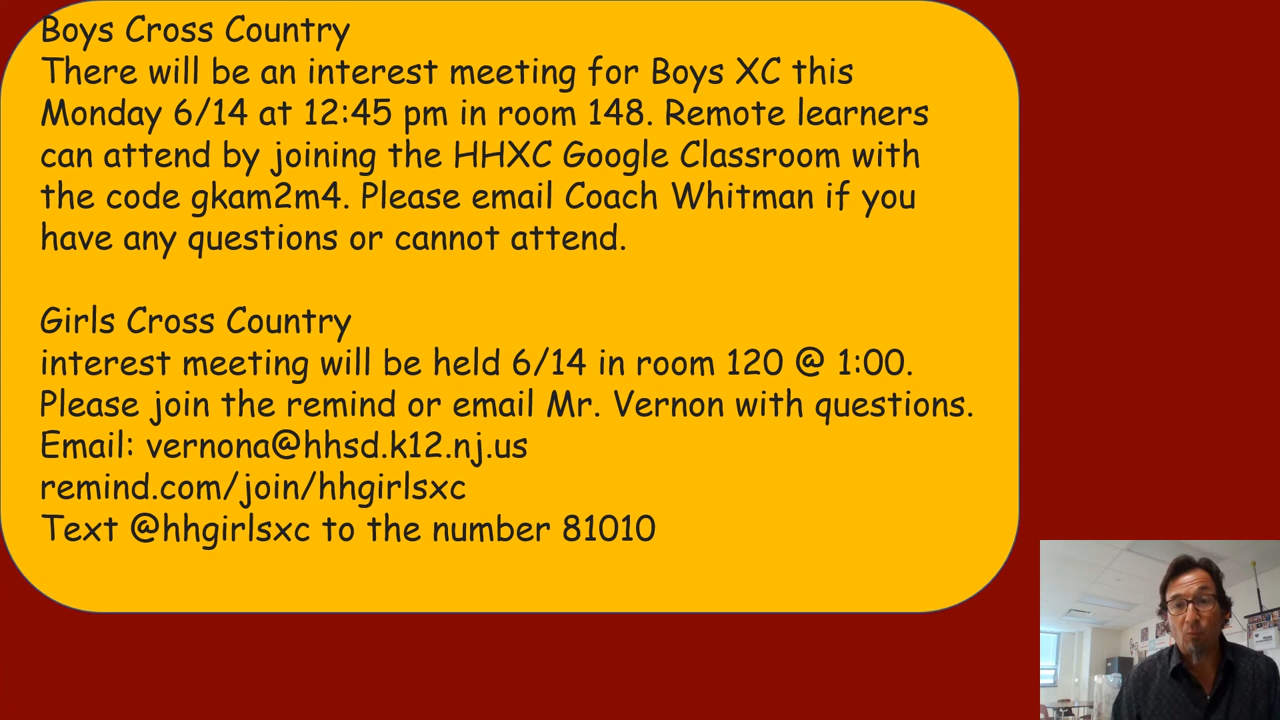 Boys Cross Country
There will be an interest meeting for Boys XC this
Monday 6/14 at 12:45 pm in room 148. Remote learners
can attend by joining the HHXC Google Classroom with
the code gkam2m4. Please email Coach Whitman if you
have any questions or cannot attend.
Girls Cross Country
interest meeting will be held 6/14 in room 120 @ 1:00.
Please join the remind or email Mr. Vernon with questions.
Email: vernona@hhsd.k12.nj.us
remind.com/join/hhgirlsxc
Text @hhgirlsxc to the number 81010